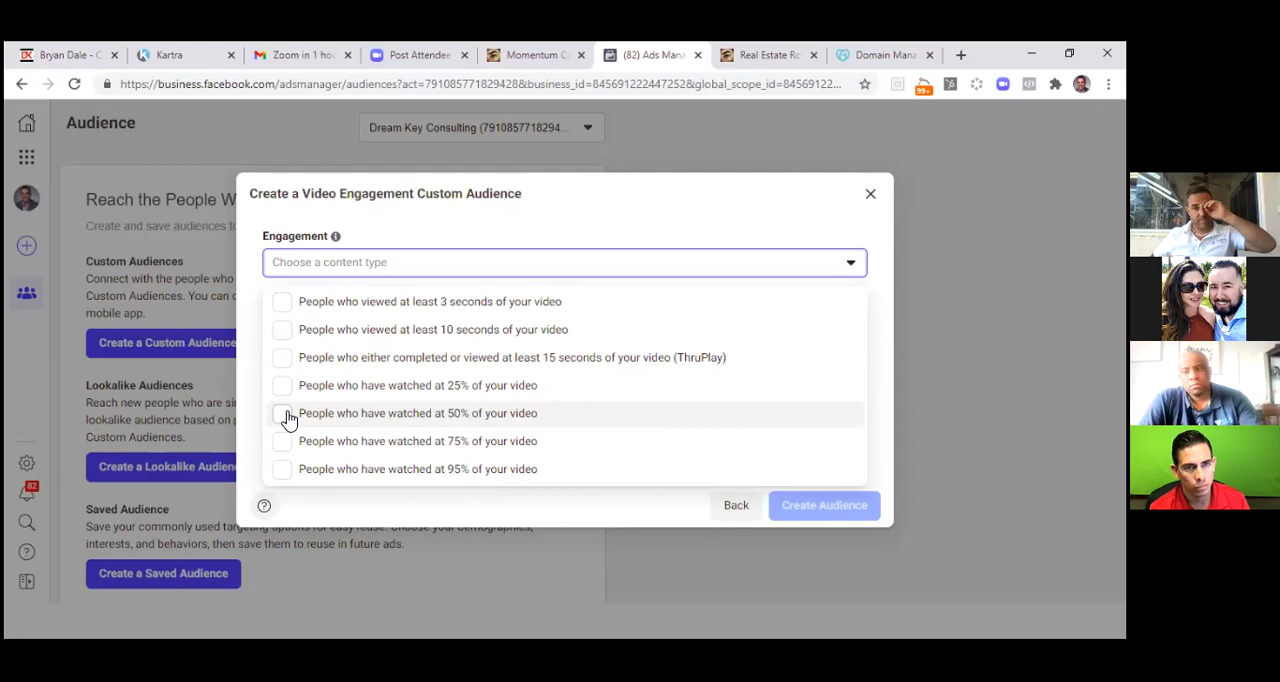 Bryan Dale - C
Kartra
Zoom in 1 hou
Post Attendee
Momentum C
(82) Ads Mana
Real Estate Ro
Domain Mana
https://business.facebook.com/adsmanager/audiences?act=791085771829428&business_id=845691222447252&global_scope_id=84569122...
99+
Audience
Dream Key Consulting (7910857718294...
Reach the People W
Create and save audiences to
Custom Audiences
Connect with the people who
Custom Audiences. You can c
mobile app.
Create a Custom Audience
Lookalike Audiences
Reach new people who are sim
lookalike audience based on p
Custom Audiences.
Create a Lookalike Audien
Saved Audience
Save your commonly used targeting options for easy reuse. Choose your demographics,
interests, and behaviors, then save them to reuse in future ads.
Create a Saved Audience
82
Create a Video Engagement Custom Audience
Engagement
Choose a content type
People who viewed at least 3 seconds of your video
People who viewed at least 10 seconds of your video
People who either completed or viewed at least 15 seconds of your video (ThruPlay)
People who have watched at 25% of your video
People who have watched at 50% of your video
People who have watched at 75% of your video
People who have watched at 95% of your video
Back
Create Audience